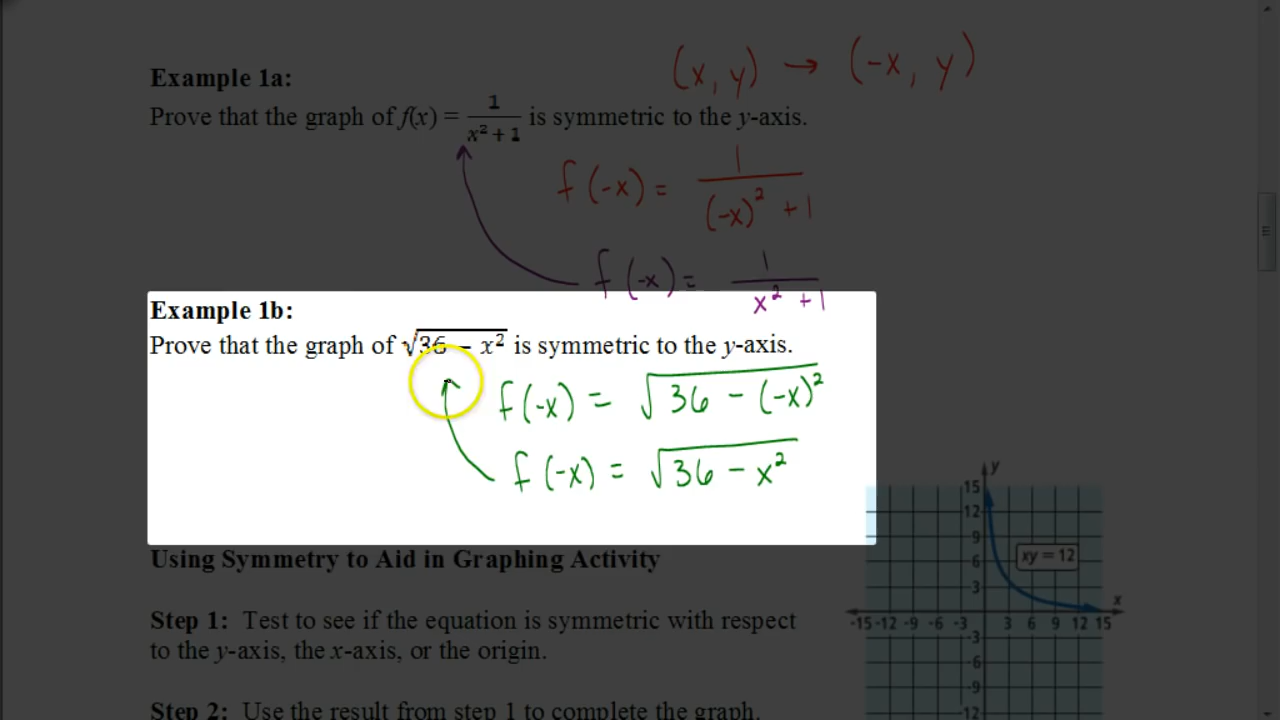 (x, y) → (-x, y)
Example 1a:
Prove that the graph of f(x) = 1/(x² + 1) is symmetric to the y-axis.
f(-x) = 1/((-x)² + 1)
f(-x) = 1/(x² + 1)
Example 1b:
Prove that the graph of √(36 − x²) is symmetric to the y-axis.
f(-x) = √(36 − (-x)²)
f(-x) = √(36 − x²)
Using Symmetry to Aid in Graphing Activity
Step 1: Test to see if the equation is symmetric with respect
to the y-axis, the x-axis, or the origin.
Step 2: Use the result from step 1 to complete the graph.
y
15
12
9
6
3
xy = 12
x
-15 -12 -9 -6 -3 3 6 9 12 15
-3
-6
-9
-12